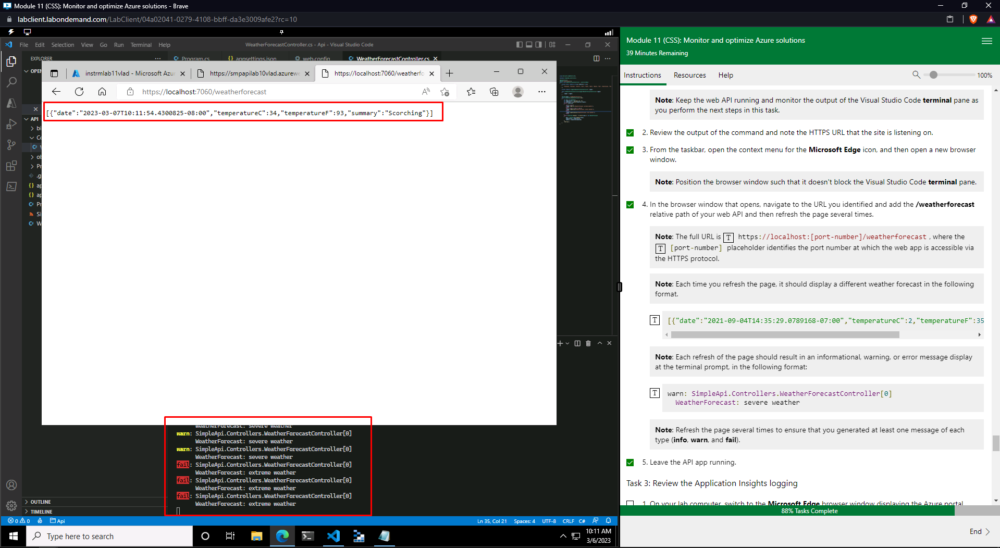 Module 11 (CSS): Monitor and optimize Azure solutions - Brave
labclient.labondemand.com/LabClient/04a02041-0279-4108-bbff-da3e3009afe2?rc=10
File Edit Selection View Go Run Terminal Help
WeatherForecastController.cs - Api - Visual Studio Code
EXPLORER
Program.cs
appsettings.json
web.config
WeatherForecastController.cs
OPEN
instrmlab11vlad - Microsoft Azu
https://smpapilab10vlad.azurewe
https://localhost:7060/weatherfo
https://localhost:7060/weatherforecast
[{"date":"2023-03-07T10:11:54.4300825-08:00","temperatureC":34,"temperatureF":93,"summary":"Scorching"}]
API
bi
Co
ob
Pr
.g
ap
ap
Pr
Si
W
WeatherForecast: severe weather
warn: SimpleApi.Controllers.WeatherForecastController[0]
WeatherForecast: severe weather
warn: SimpleApi.Controllers.WeatherForecastController[0]
WeatherForecast: severe weather
fail: SimpleApi.Controllers.WeatherForecastController[0]
WeatherForecast: extreme weather
fail: SimpleApi.Controllers.WeatherForecastController[0]
WeatherForecast: extreme weather
fail: SimpleApi.Controllers.WeatherForecastController[0]
WeatherForecast: extreme weather
OUTLINE
TIMELINE
0 0 Api
Ln 35, Col 21 Spaces: 4 UTF-8 CRLF C#
Type here to search
10:11 AM
3/6/2023
Module 11 (CSS): Monitor and optimize Azure solutions
39 Minutes Remaining
Instructions Resources Help
100%
Note: Keep the web API running and monitor the output of the Visual Studio Code terminal pane as
you perform the next steps in this task.
2. Review the output of the command and note the HTTPS URL that the site is listening on.
3. From the taskbar, open the context menu for the Microsoft Edge icon, and then open a new browser
window.
Note: Position the browser window such that it doesn't block the Visual Studio Code terminal pane.
4. In the browser window that opens, navigate to the URL you identified and add the /weatherforecast
relative path of your web API and then refresh the page several times.
Note: The full URL is T https://localhost:[port-number]/weatherforecast , where the
T [port-number] placeholder identifies the port number at which the web app is accessible via
the HTTPS protocol.
Note: Each time you refresh the page, it should display a different weather forecast in the following
format.
T [{"date":"2021-09-04T14:35:29.0789168-07:00","temperatureC":2,"temperatureF":35
Note: Each refresh of the page should result in an informational, warning, or error message display
at the terminal prompt, in the following format:
T warn: SimpleApi.Controllers.WeatherForecastController[0]
WeatherForecast: severe weather
Note: Refresh the page several times to ensure that you generated at least one message of each
type (info, warn, and fail).
5. Leave the API app running.
Task 3: Review the Application Insights logging
1. On your lab computer, switch to the Microsoft Edge browser window displaying the Azure portal
88% Tasks Complete
End